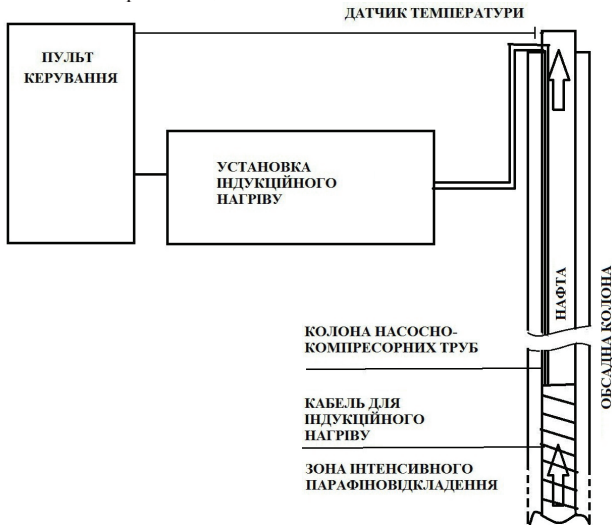 ДАТЧИК ТЕМПЕРАТУРИ
ПУЛЬТ
КЕРУВАННЯ
УСТАНОВКА
ІНДУКЦІЙНОГО
НАГРІВУ
НАФТА
ОБСАДНА КОЛОНА
КОЛОНА НАСОСНО-
КОМПРЕСОРНИХ ТРУБ
КАБЕЛЬ ДЛЯ
ІНДУКЦІЙНОГО
НАГРІВУ
ЗОНА ІНТЕНСИВНОГО
ПАРАФІНОВІДКЛАДЕННЯ